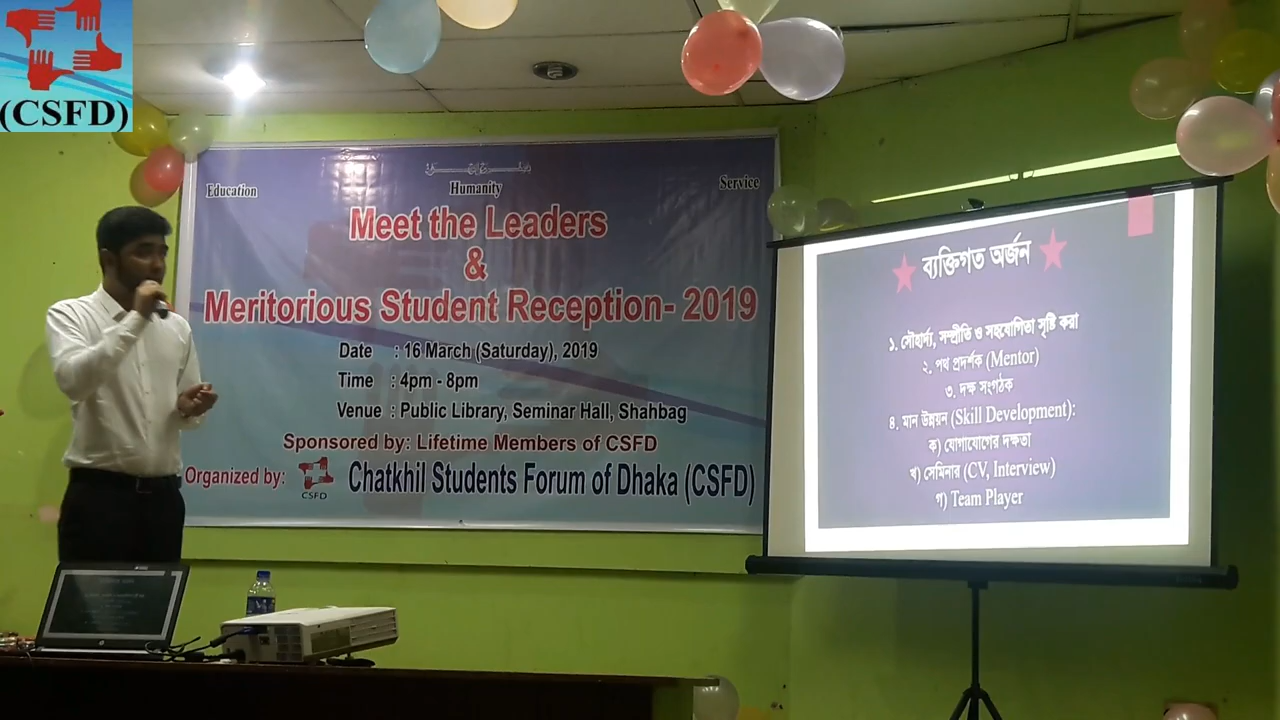 (CSFD)
Education
Humanity
Service
Meet the Leaders
&
Meritorious Student Reception- 2019
Date : 16 March (Saturday), 2019
Time : 4pm - 8pm
Venue : Public Library, Seminar Hall, Shahbag
Sponsored by: Lifetime Members of CSFD
Organized by: CSFD Chatkhil Students Forum of Dhaka (CSFD)
ব্যক্তিগত অর্জন
১. সৌহার্দ্য, সম্প্রীতি ও সহযোগিতা সৃষ্টি করা
২. পথ প্রদর্শক (Mentor)
৩. দক্ষ সংগঠক
৪. মান উন্নয়ন (Skill Development):
ক) যোগাযোগের দক্ষতা
খ) সেমিনার (CV, Interview)
গ) Team Player